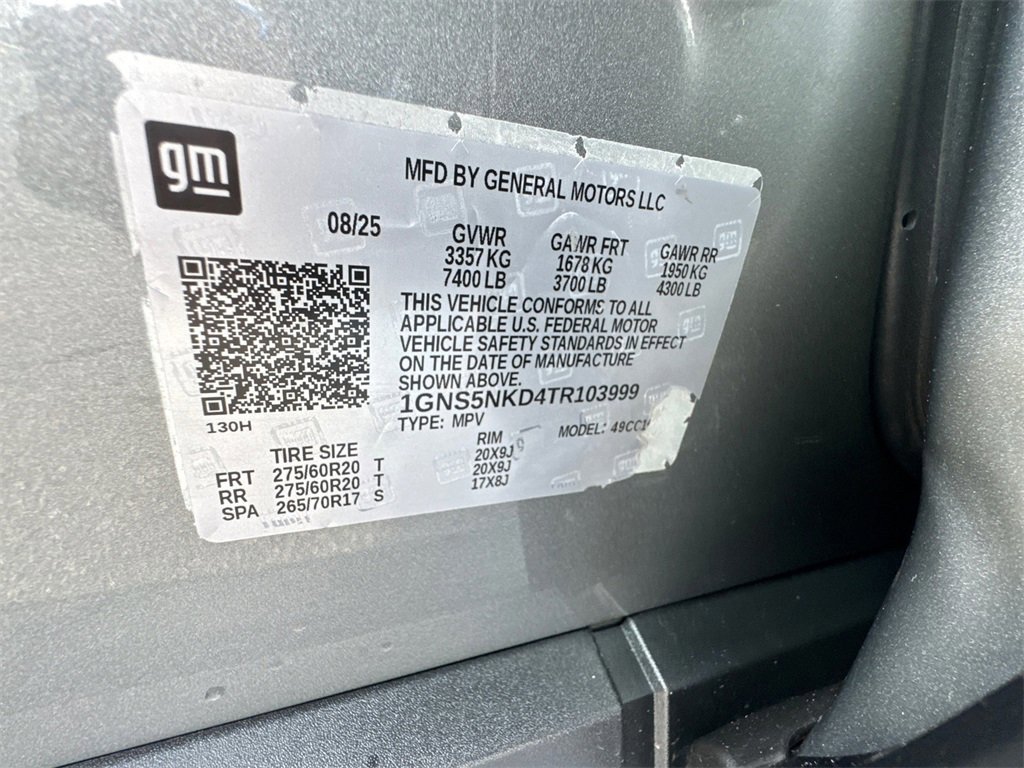 gm
MFD BY GENERAL MOTORS LLC
08/25
GVWR GAWR FRT GAWR RR
3357 KG 1678 KG 1950 KG
7400 LB 3700 LB 4300 LB
THIS VEHICLE CONFORMS TO ALL
APPLICABLE U.S. FEDERAL MOTOR
VEHICLE SAFETY STANDARDS IN EFFECT
ON THE DATE OF MANUFACTURE
SHOWN ABOVE.
1GNS5NKD4TR103999
130H
TYPE: MPV MODEL:
TIRE SIZE RIM
FRT 275/60R20 T 20X9J
RR 275/60R20 T 20X9J
SPA 265/70R17 S 17X8J